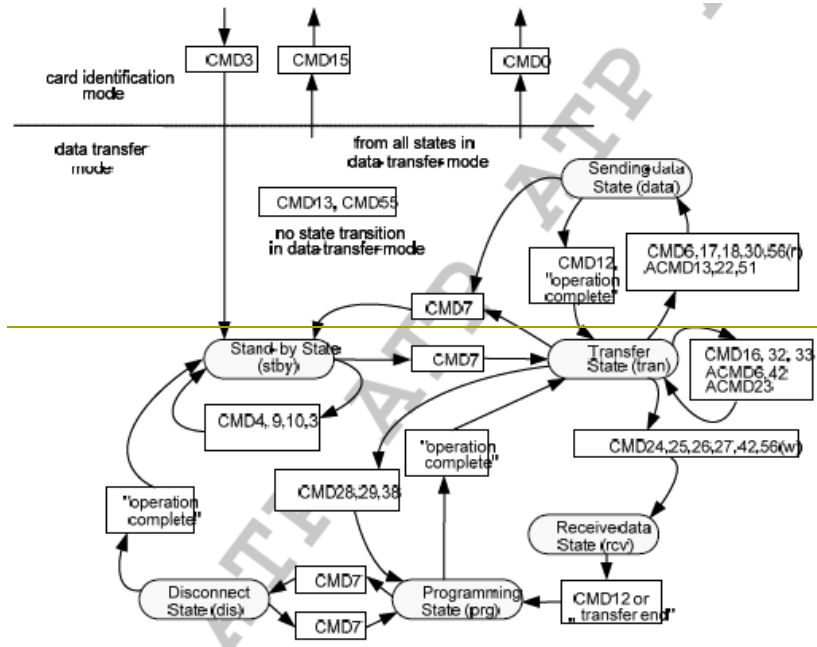 CMD3
CMD15
CMD0
card identification
mode
data transfer
mode
from all states in
data-transfer-mode
Sending-data
State (data)
CMD13, CMD55
no state transition
in data-transfer-mode
CMD12,
"operation
complete"
CMD6,17,18,30,56(r)
ACMD13,22,51
CMD7
Stand-by State
(stby)
CMD7
Transfer
State (tran)
CMD16, 32, 33
ACMD6,42
ACMD23
CMD4, 9, 10, 3
"operation
complete"
CMD24,25,26,27,42,56(w)
CMD28,29,38
"operation
complete"
Receive-data
State (rcv)
Disconnect
State (dis)
CMD7
CMD7
Programming
State (prg)
CMD12 or
„ transfer end"
ATP ATP ATP A